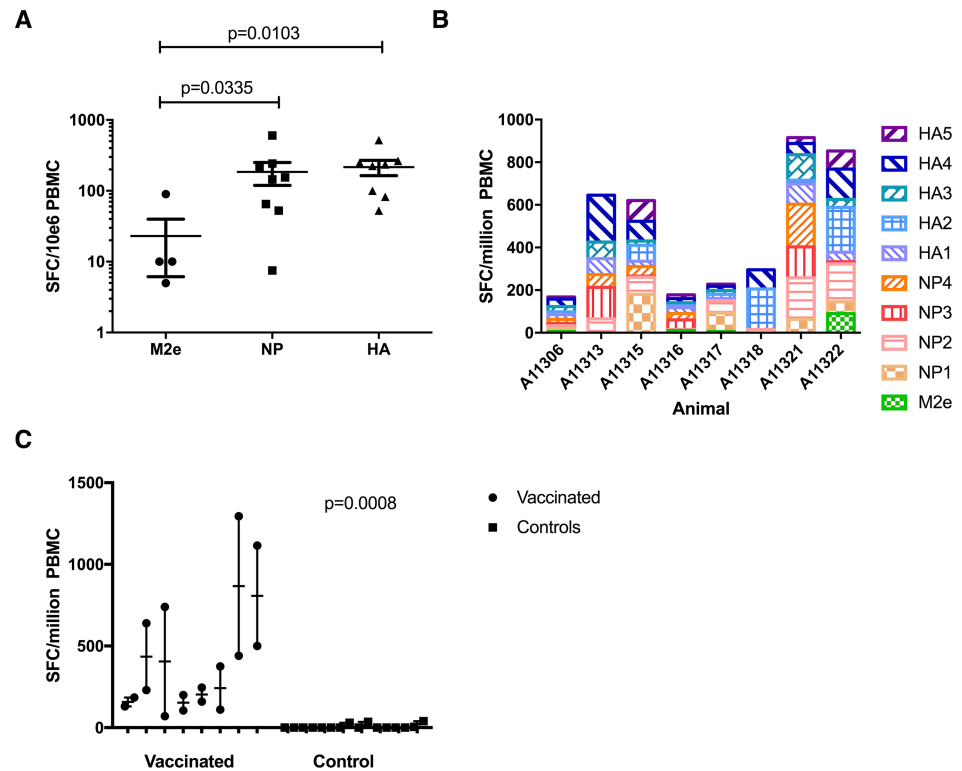 A
p=0.0103
p=0.0335
SFC/10e6 PBMC
1000
100
10
1
M2e NP HA
B
SFC/million PBMC
1000
800
600
400
200
0
A11306 A11313 A11315 A11316 A11317 A11318 A11321 A11322
Animal
HA5
HA4
HA3
HA2
HA1
NP4
NP3
NP2
NP1
M2e
C
SFC/million PBMC
1500
1000
500
0
p=0.0008
Vaccinated Control
Vaccinated
Controls